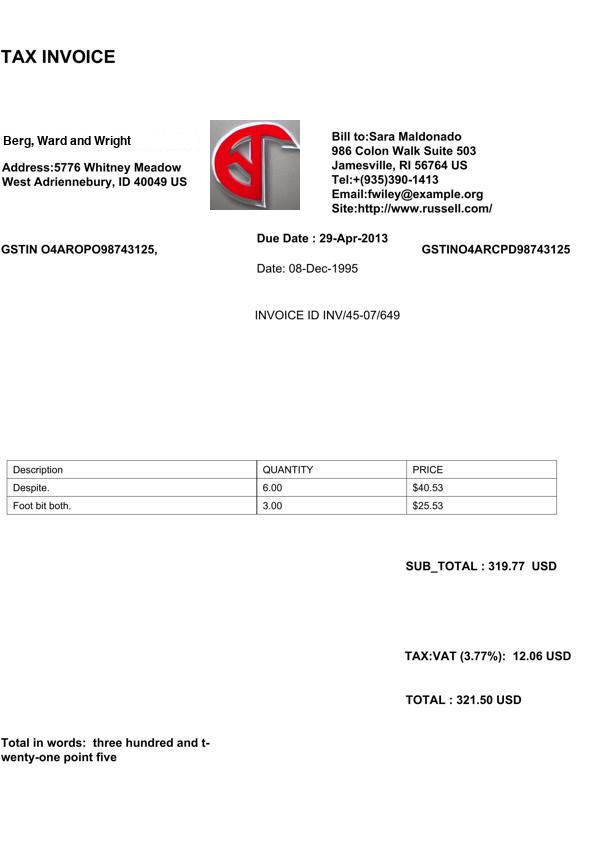 TAX INVOICE
Berg, Ward and Wright
Address:5776 Whitney Meadow
West Adriennebury, ID 40049 US
Bill to:Sara Maldonado
986 Colon Walk Suite 503
Jamesville, RI 56764 US
Tel:+(935)390-1413
Email:fwiley@example.org
Site:http://www.russell.com/
GSTIN O4AROPO98743125,
Due Date : 29-Apr-2013
GSTINO4ARCPD98743125
Date: 08-Dec-1995
INVOICE ID INV/45-07/649
Description QUANTITY PRICE
Despite. 6.00 $40.53
Foot bit both. 3.00 $25.53
SUB_TOTAL : 319.77 USD
TAX:VAT (3.77%): 12.06 USD
TOTAL : 321.50 USD
Total in words: three hundred and t-
wenty-one point five